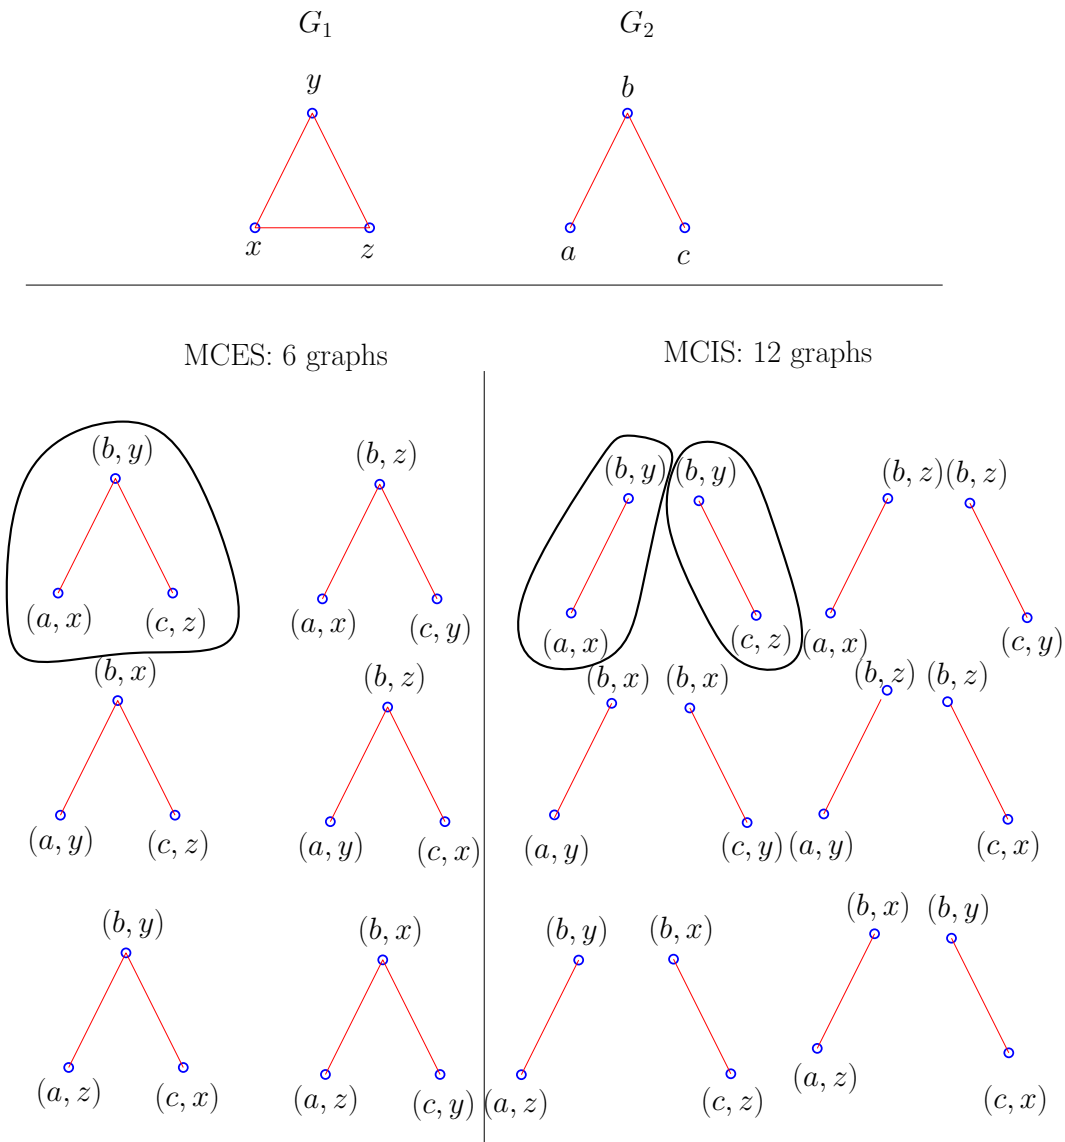 G₁ G₂
y b
x z a c
MCES: 6 graphs MCIS: 12 graphs
(b, y) (b, z) (b, y) (b, y) (b, z) (b, z)
(a, x) (c, z) (a, x) (c, y) (a, x) (c, z) (a, x) (c, y)
(b, x) (b, z) (b, x) (b, x) (b, z) (b, z)
(a, y) (c, z) (a, y) (c, x) (a, y) (c, y) (a, y) (c, x)
(b, y) (b, x) (b, y) (b, x) (b, x) (b, y)
(a, z) (c, x) (a, z) (c, y) (a, z) (c, z) (a, z) (c, x)